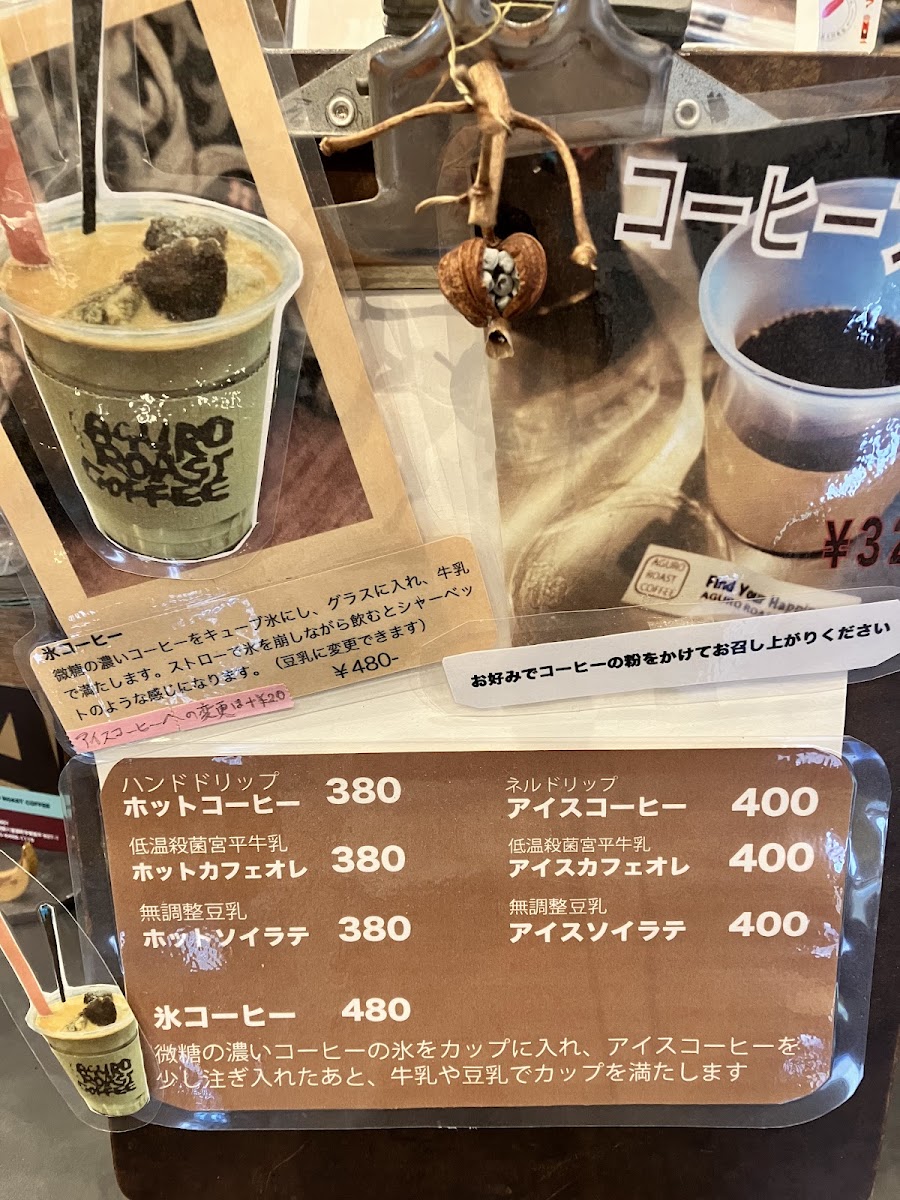 コーヒー
¥32
AGURO
ROAST
COFFEE
Find Your Happi
AGURO ROA
お好みでコーヒーの粉をかけてお召し上がりください
AGURO
ROAST
COFFEE
氷コーヒー
微糖の濃いコーヒーをキューブ氷にし、グラスに入れ、牛乳
で満たします。ストローで氷を崩しながら飲むとシャーベッ
トのような感じになります。（豆乳に変更できます）
¥480-
アイスコーヒーへの変更は+¥20
ROAST COFFEE
ハンドドリップ
ホットコーヒー 380
低温殺菌宮平牛乳
ホットカフェオレ 380
無調整豆乳
ホットソイラテ 380
ネルドリップ
アイスコーヒー 400
低温殺菌宮平牛乳
アイスカフェオレ 400
無調整豆乳
アイスソイラテ 400
氷コーヒー 480
微糖の濃いコーヒーの氷をカップに入れ、アイスコーヒーを
少し注ぎ入れたあと、牛乳や豆乳でカップを満たします
AGURO
ROAST
COFFEE